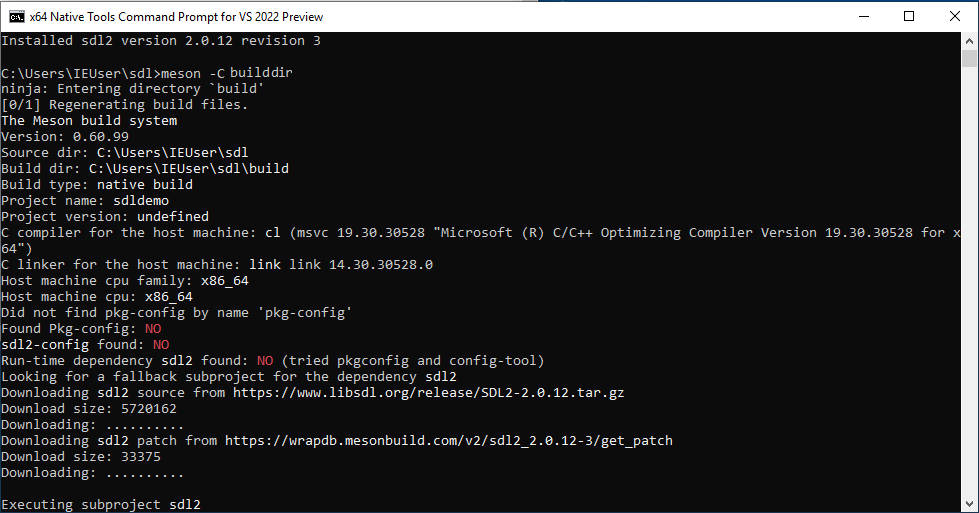 x64 Native Tools Command Prompt for VS 2022 Preview
Installed sdl2 version 2.0.12 revision 3
C:\Users\IEUser\sdl>meson -C builddir
ninja: Entering directory `build'
[0/1] Regenerating build files.
The Meson build system
Version: 0.60.99
Source dir: C:\Users\IEUser\sdl
Build dir: C:\Users\IEUser\sdl\build
Build type: native build
Project name: sdldemo
Project version: undefined
C compiler for the host machine: cl (msvc 19.30.30528 "Microsoft (R) C/C++ Optimizing Compiler Version 19.30.30528 for x
64")
C linker for the host machine: link link 14.30.30528.0
Host machine cpu family: x86_64
Host machine cpu: x86_64
Did not find pkg-config by name 'pkg-config'
Found Pkg-config: NO
sdl2-config found: NO
Run-time dependency sdl2 found: NO (tried pkgconfig and config-tool)
Looking for a fallback subproject for the dependency sdl2
Downloading sdl2 source from https://www.libsdl.org/release/SDL2-2.0.12.tar.gz
Download size: 5720162
Downloading: ..........
Downloading sdl2 patch from https://wrapdb.mesonbuild.com/v2/sdl2_2.0.12-3/get_patch
Download size: 33375
Downloading: ..........
Executing subproject sdl2